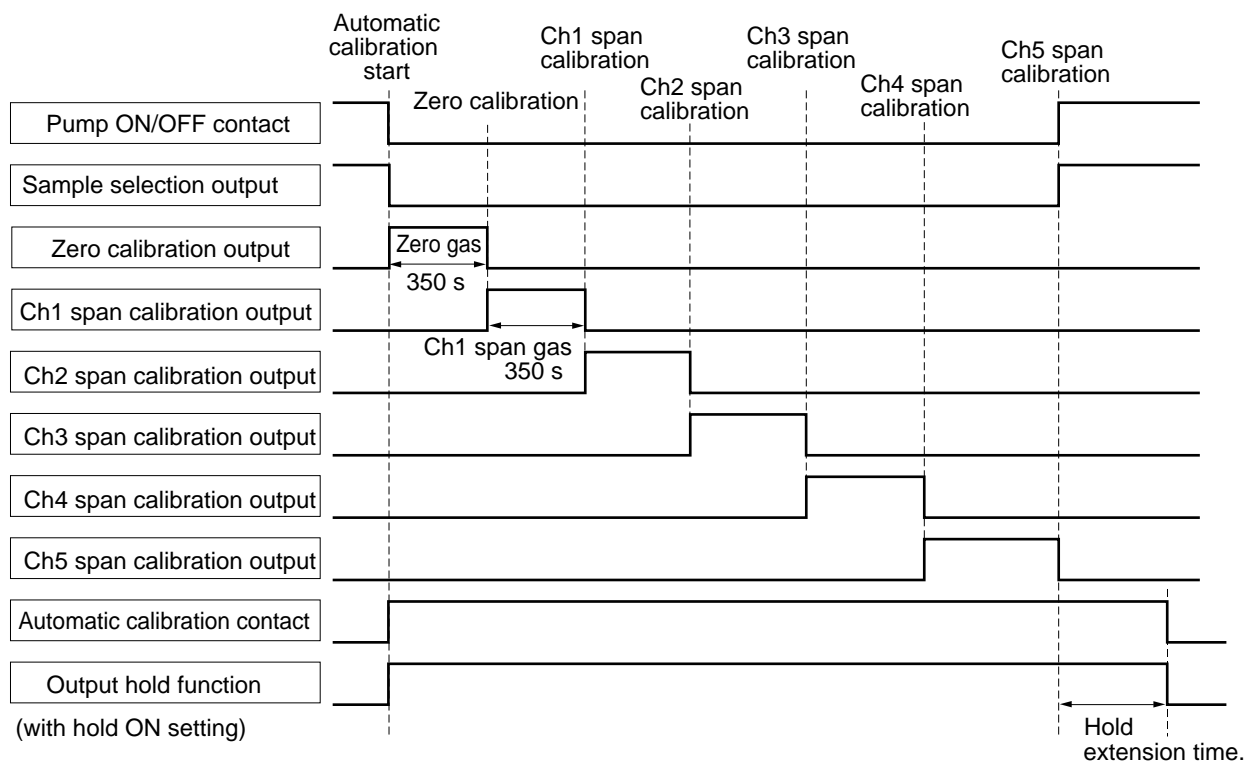 Automatic
calibration
start
Zero calibration
Ch1 span
calibration
Ch2 span
calibration
Ch3 span
calibration
Ch4 span
calibration
Ch5 span
calibration
Pump ON/OFF contact
Sample selection output
Zero calibration output
Zero gas
350 s
Ch1 span calibration output
Ch1 span gas
350 s
Ch2 span calibration output
Ch3 span calibration output
Ch4 span calibration output
Ch5 span calibration output
Automatic calibration contact
Output hold function
(with hold ON setting)
Hold
extension time.